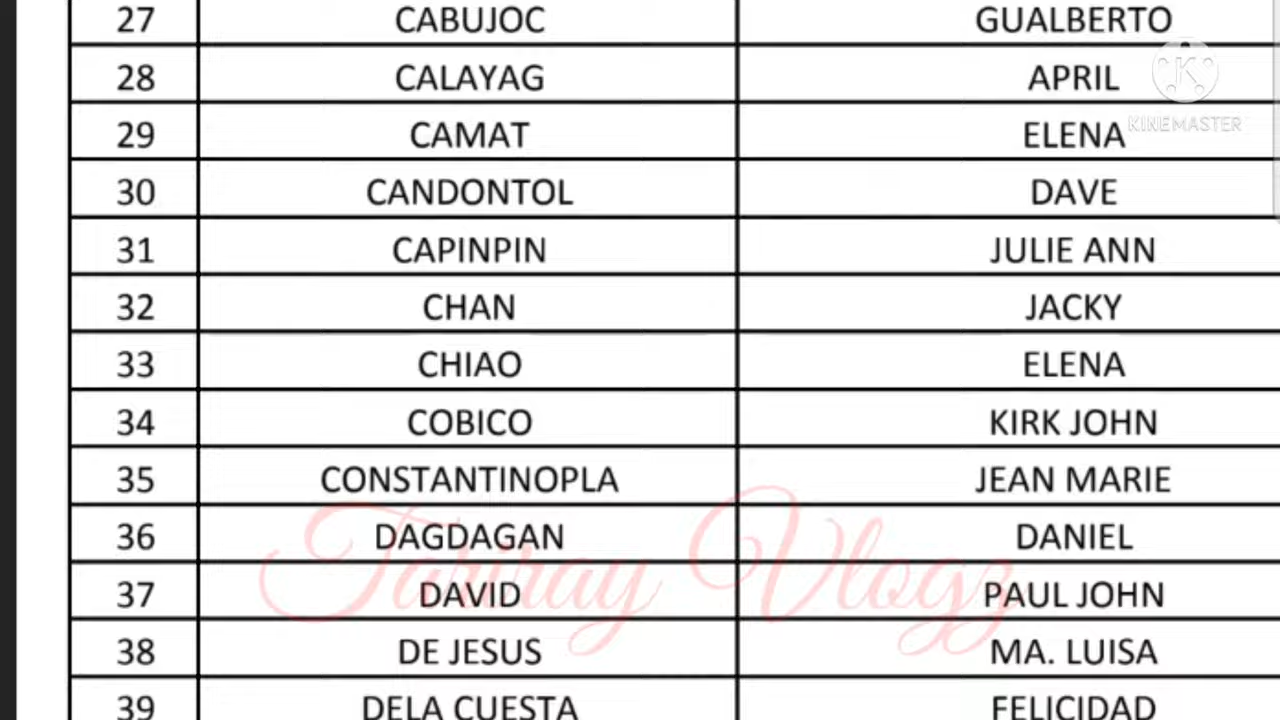 27 CABUJOC GUALBERTO
28 CALAYAG APRIL
29 CAMAT ELENA
30 CANDONTOL DAVE
31 CAPINPIN JULIE ANN
32 CHAN JACKY
33 CHIAO ELENA
34 COBICO KIRK JOHN
35 CONSTANTINOPLA JEAN MARIE
36 DAGDAGAN DANIEL
37 DAVID PAUL JOHN
38 DE JESUS MA. LUISA
39 DELA CUESTA FELICIDAD
K
KINEMASTER
Vlogz